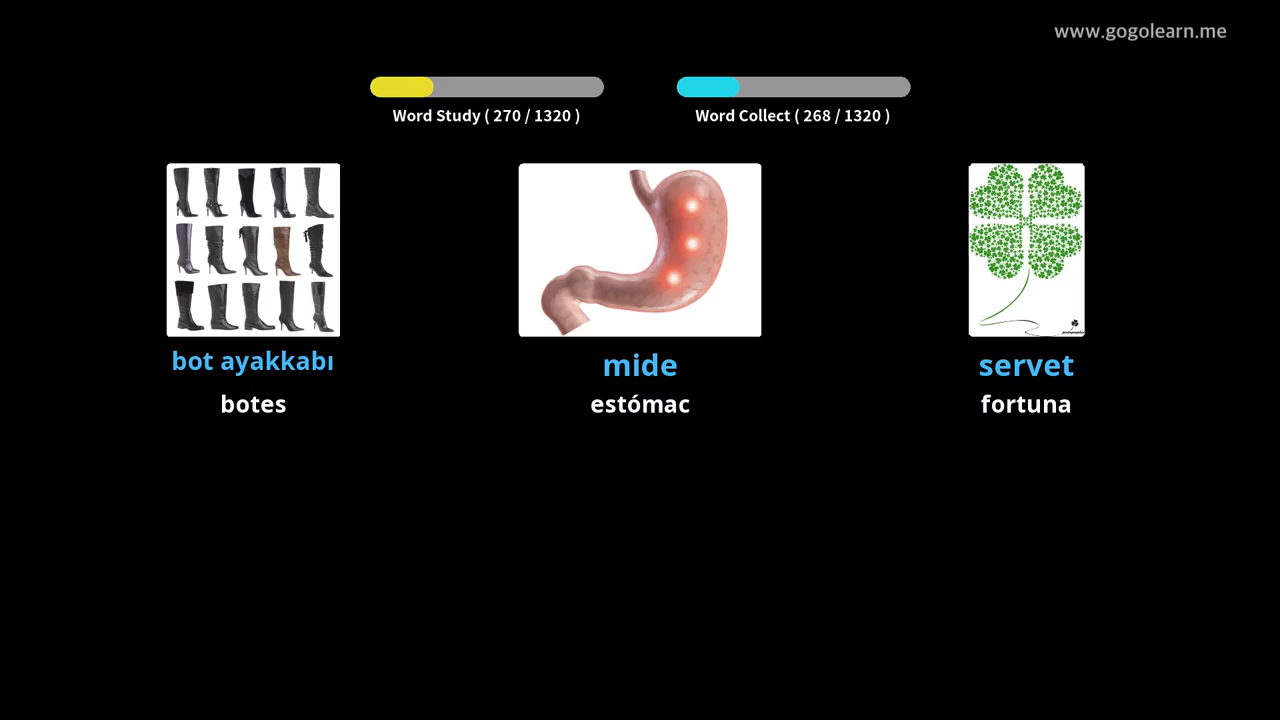 www.gogolearn.me
Word Study ( 270 / 1320 )
Word Collect ( 268 / 1320 )
bot ayakkabı
mide
servet
botes
estómac
fortuna